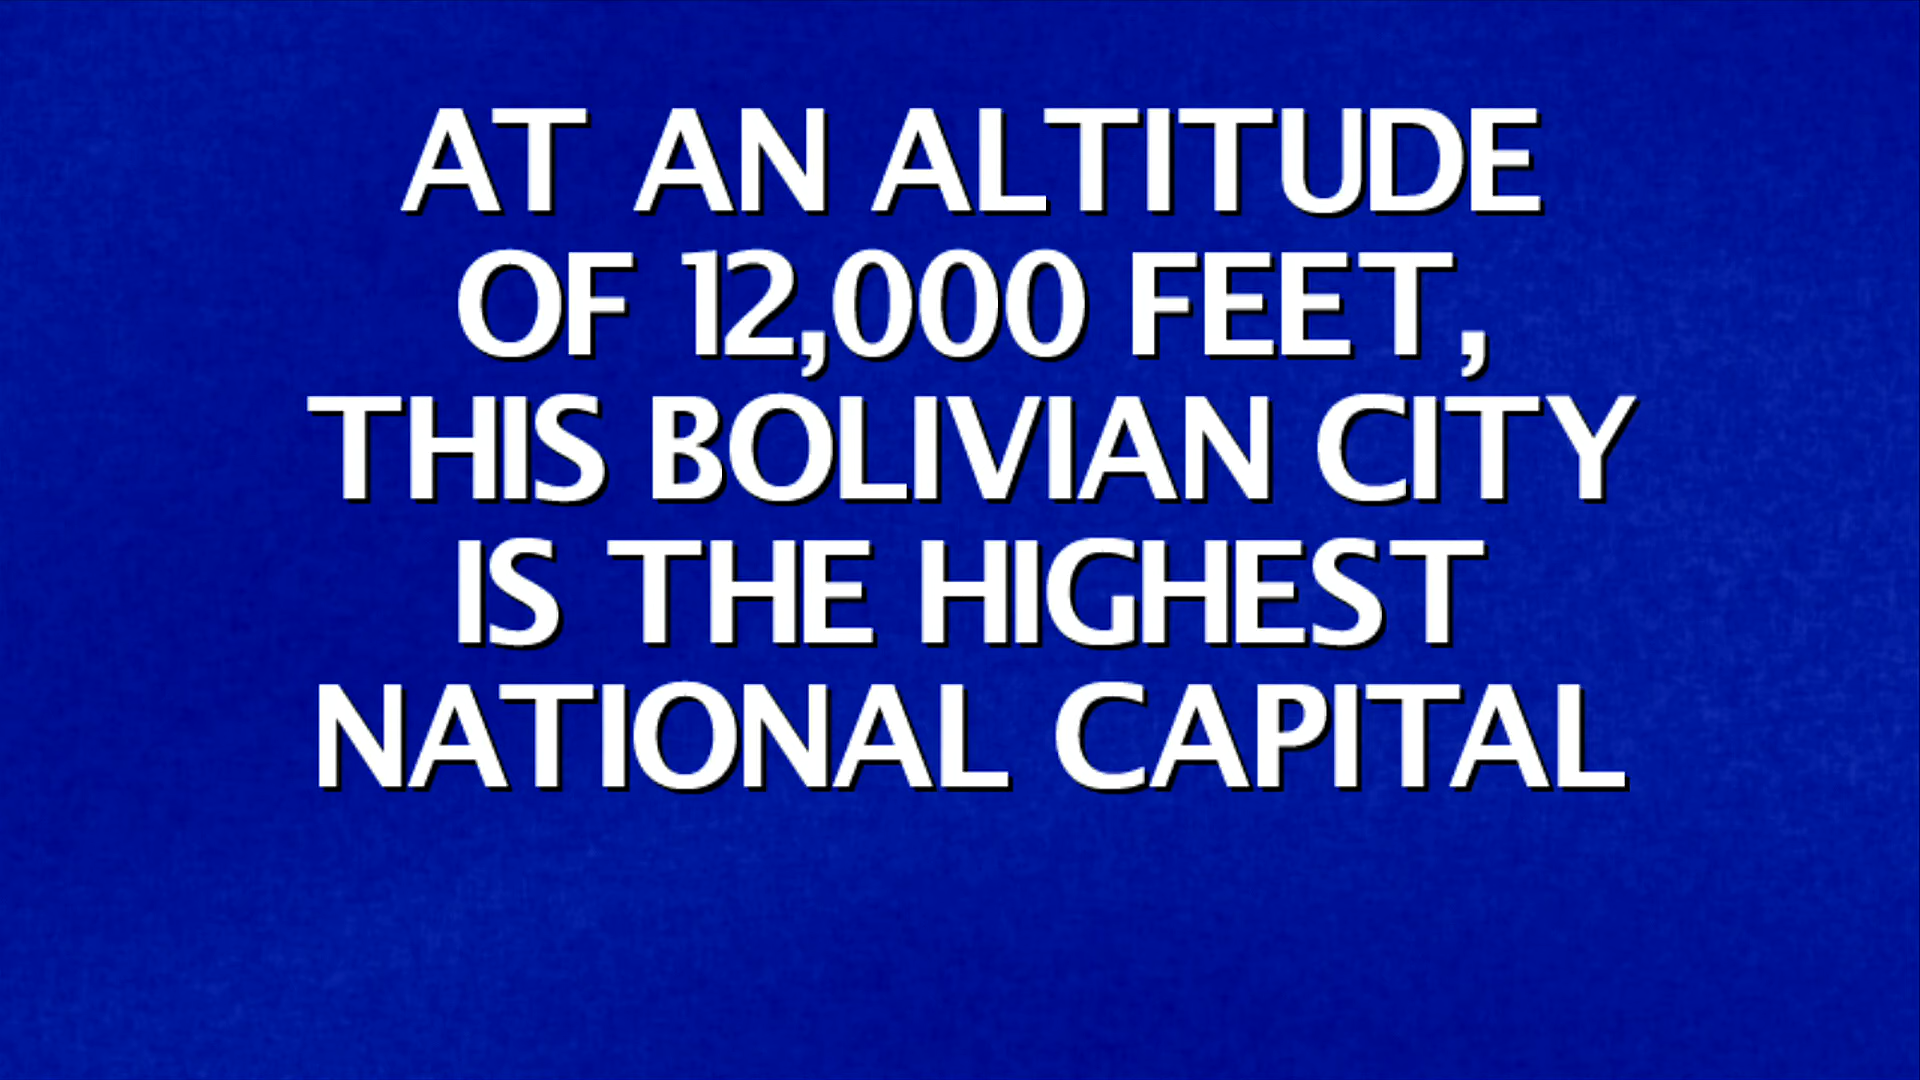 AT AN ALTITUDE
OF 12,000 FEET,
THIS BOLIVIAN CITY
IS THE HIGHEST
NATIONAL CAPITAL